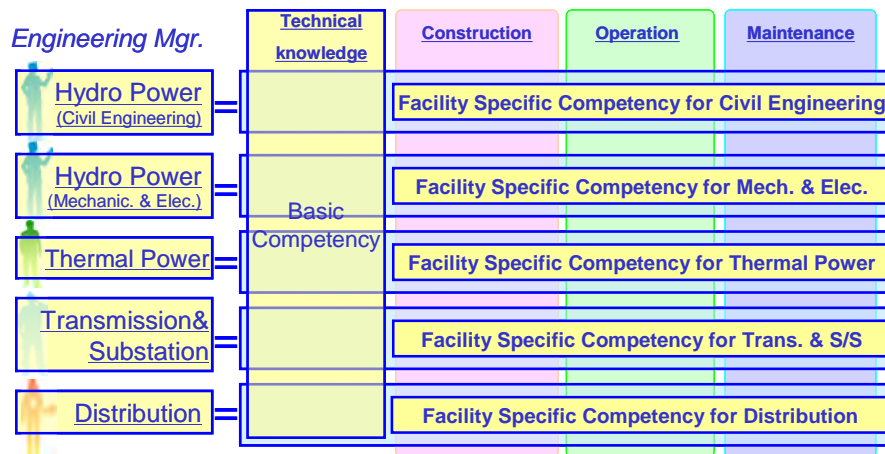 Engineering Mgr.
Technical
knowledge
Construction
Operation
Maintenance
Hydro Power
(Civil Engineering)
=
Facility Specific Competency for Civil Engineering
Hydro Power
(Mechanic. & Elec.)
=
Facility Specific Competency for Mech. & Elec.
Basic
Competency
Thermal Power
=
Facility Specific Competency for Thermal Power
Transmission&
Substation
=
Facility Specific Competency for Trans. & S/S
Distribution
=
Facility Specific Competency for Distribution